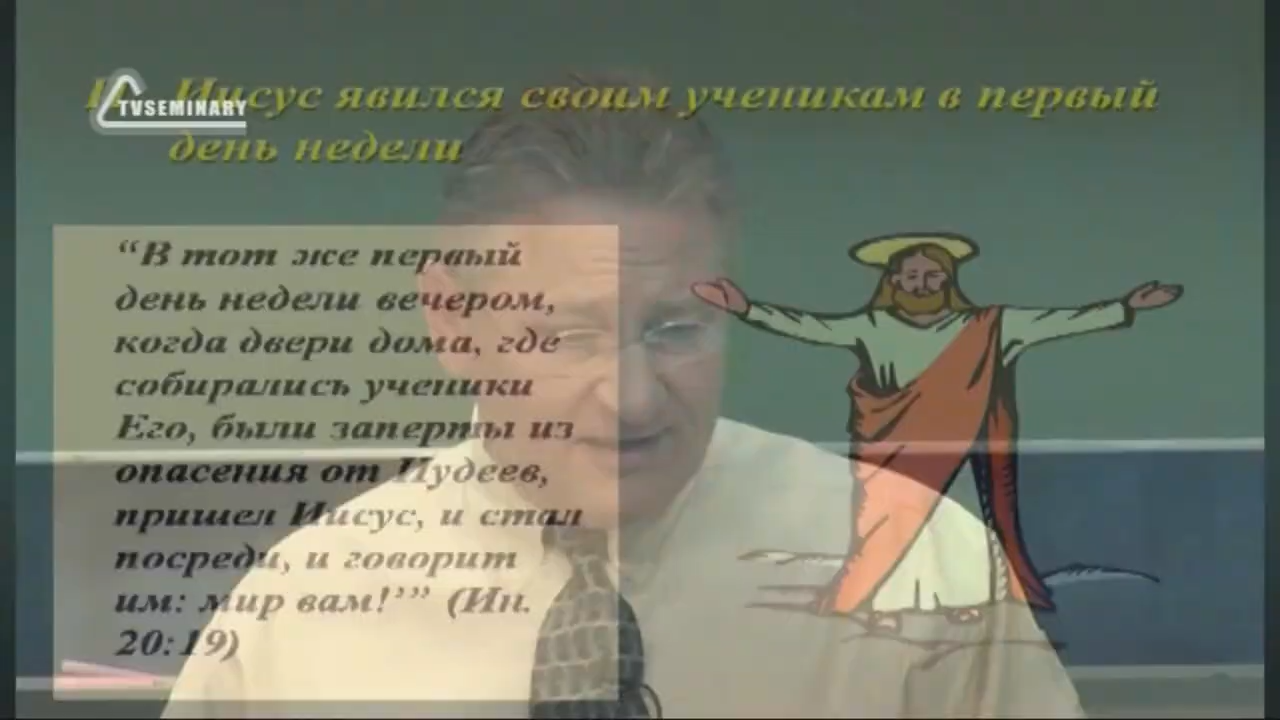 TVSEMINARY
Иисус явился своим ученикам в первый
день недели
“В тот же первый
день недели вечером,
когда двери дома, где
собирались ученики
Его, были заперты из
опасения от Иудеев,
пришел Иисус, и стал
посреди, и говорит
им: мир вам!’” (Ин.
20:19)